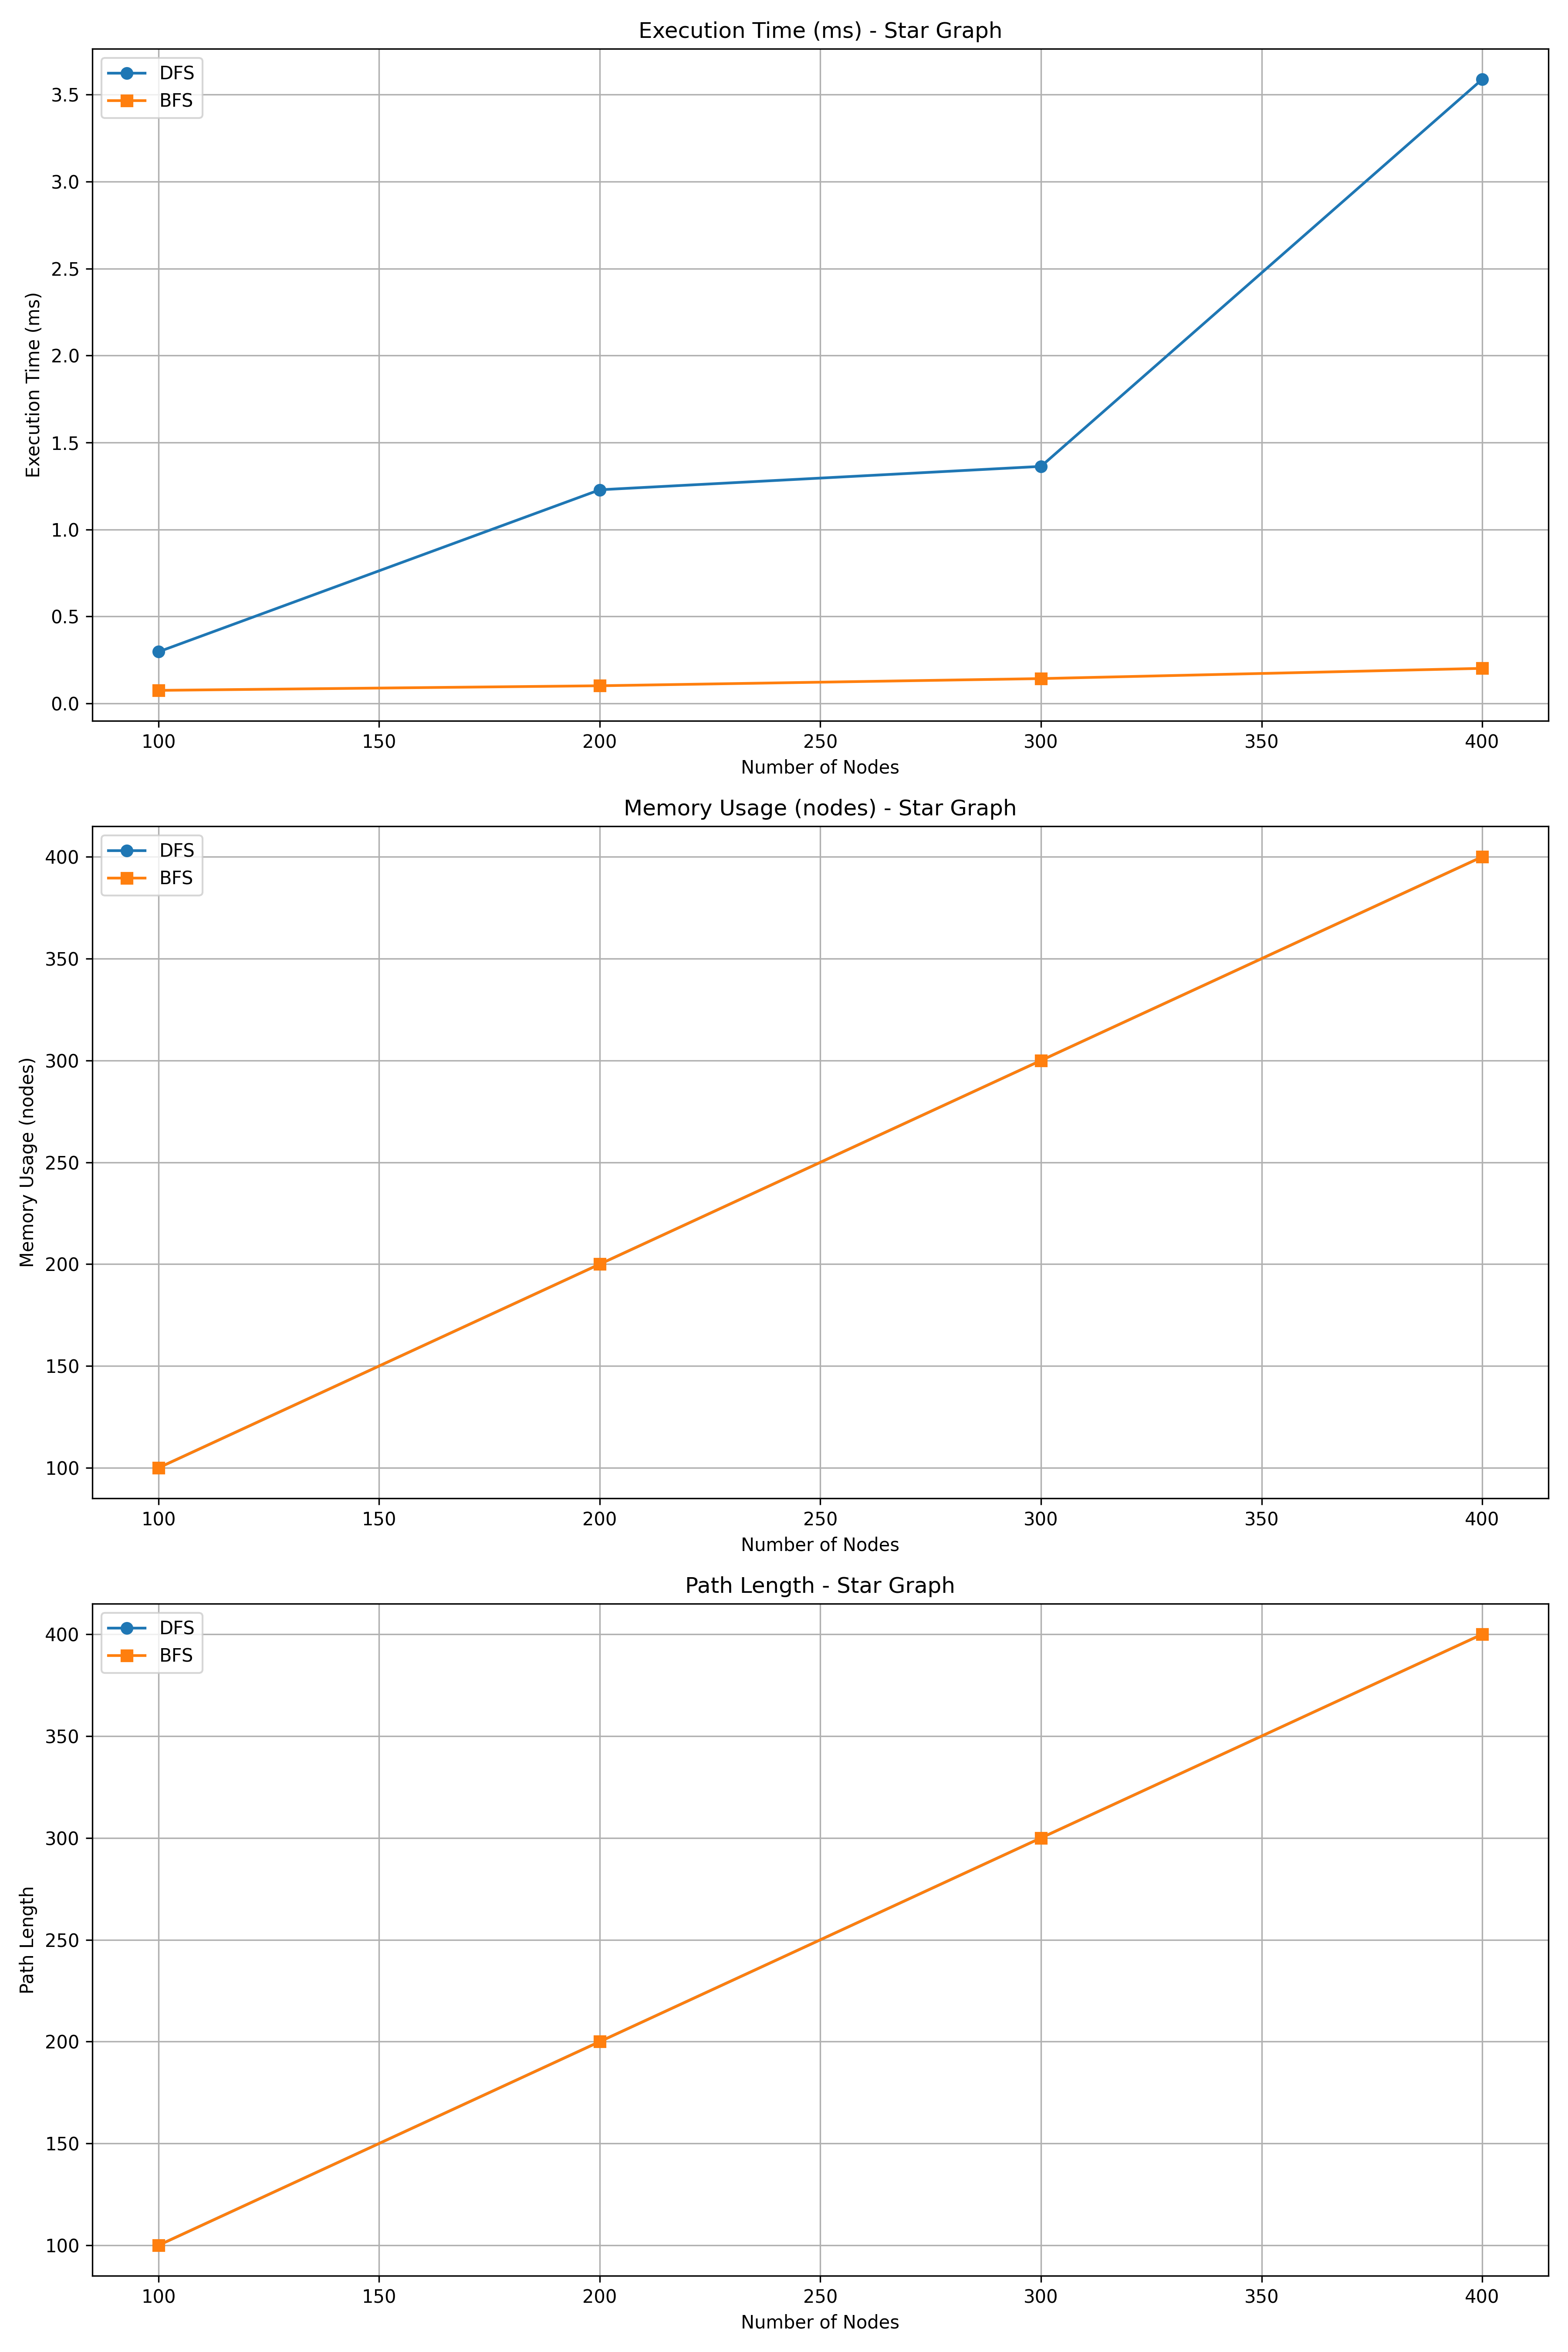 Execution Time (ms) - Star Graph
DFS
BFS
3.5
3.0
2.5
2.0
1.5
1.0
0.5
0.0
Execution Time (ms)
100 150 200 250 300 350 400
Number of Nodes
Memory Usage (nodes) - Star Graph
DFS
BFS
400
350
300
250
200
150
100
Memory Usage (nodes)
100 150 200 250 300 350 400
Number of Nodes
Path Length - Star Graph
DFS
BFS
400
350
300
250
200
150
100
Path Length
100 150 200 250 300 350 400
Number of Nodes